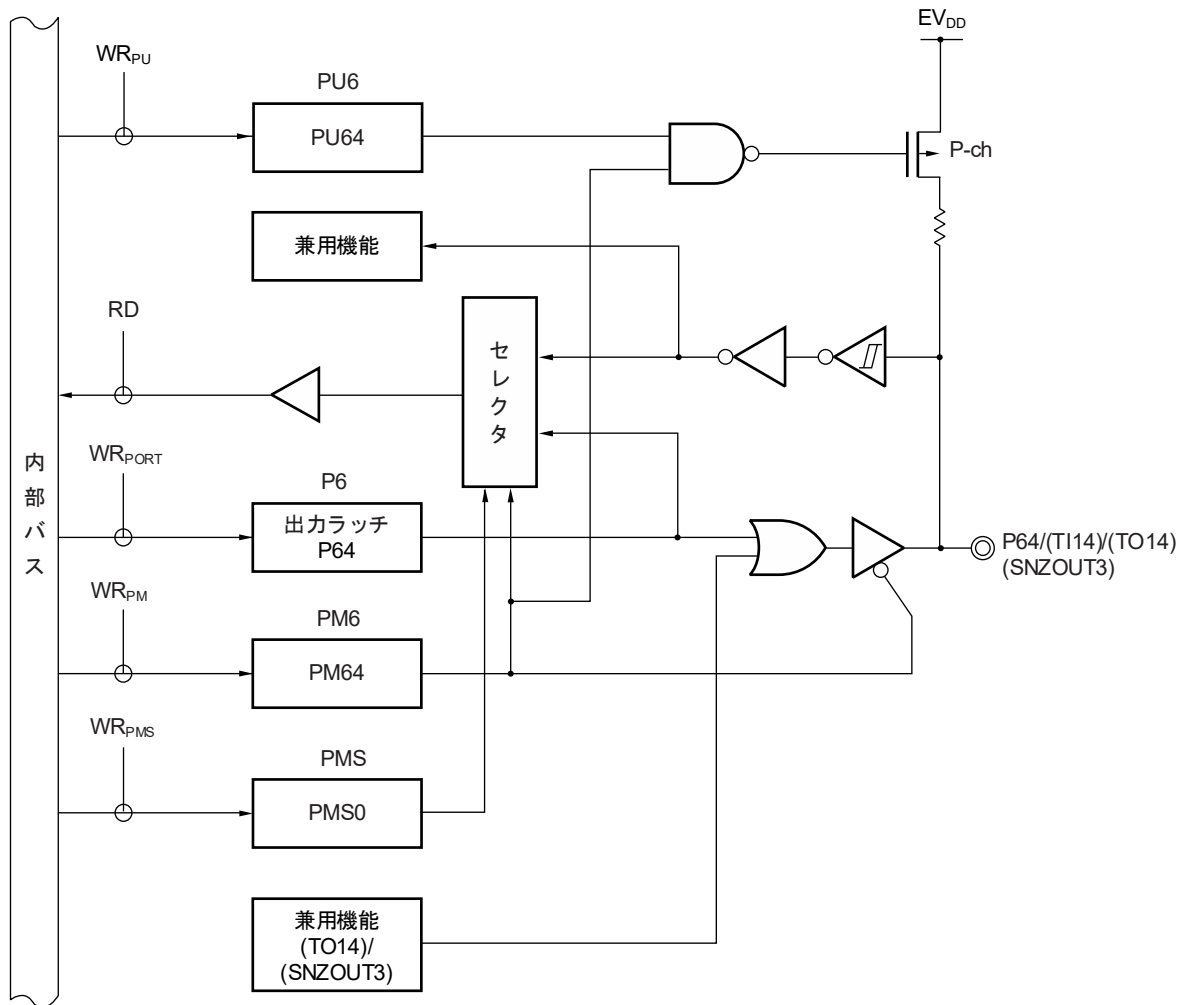 EVDD
WRPU
PU6
PU64
P-ch
兼用機能
RD
セレクタ
WRPORT
P6
出力ラッチ
P64
内部バス
P64/(TI14)/(TO14)
(SNZOUT3)
WRPM
PM6
PM64
WRPMS
PMS
PMS0
兼用機能
(TO14)/
(SNZOUT3)